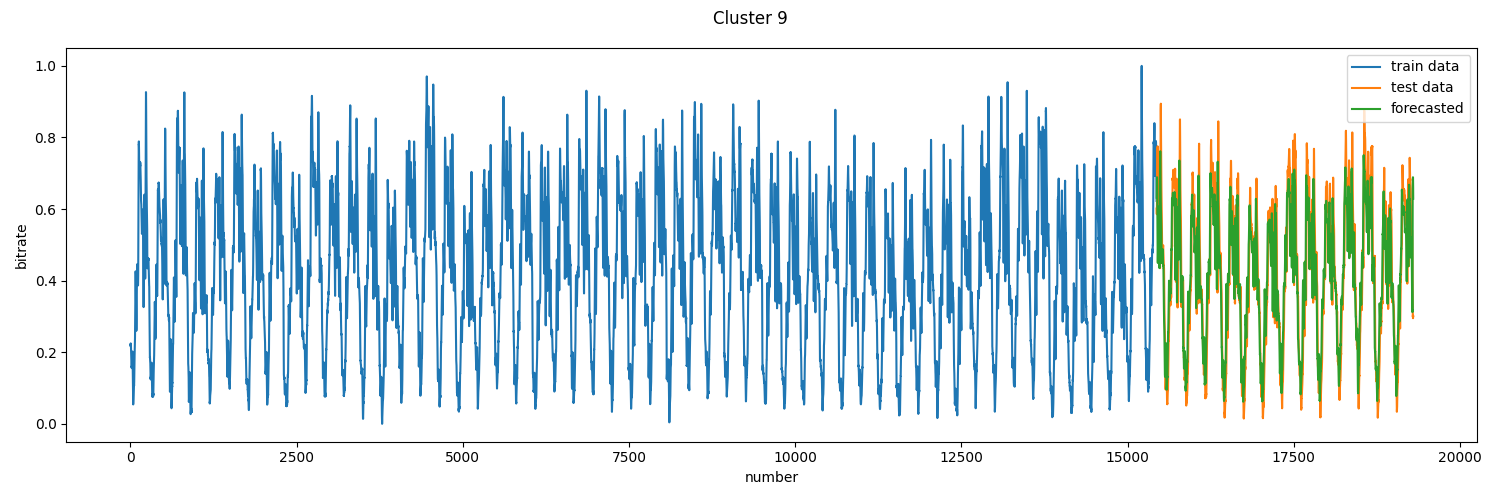 Cluster 9
train data
test data
forecasted
1.0
0.8
0.6
0.4
0.2
0.0
bitrate
0 2500 5000 7500 10000 12500 15000 17500 20000
number